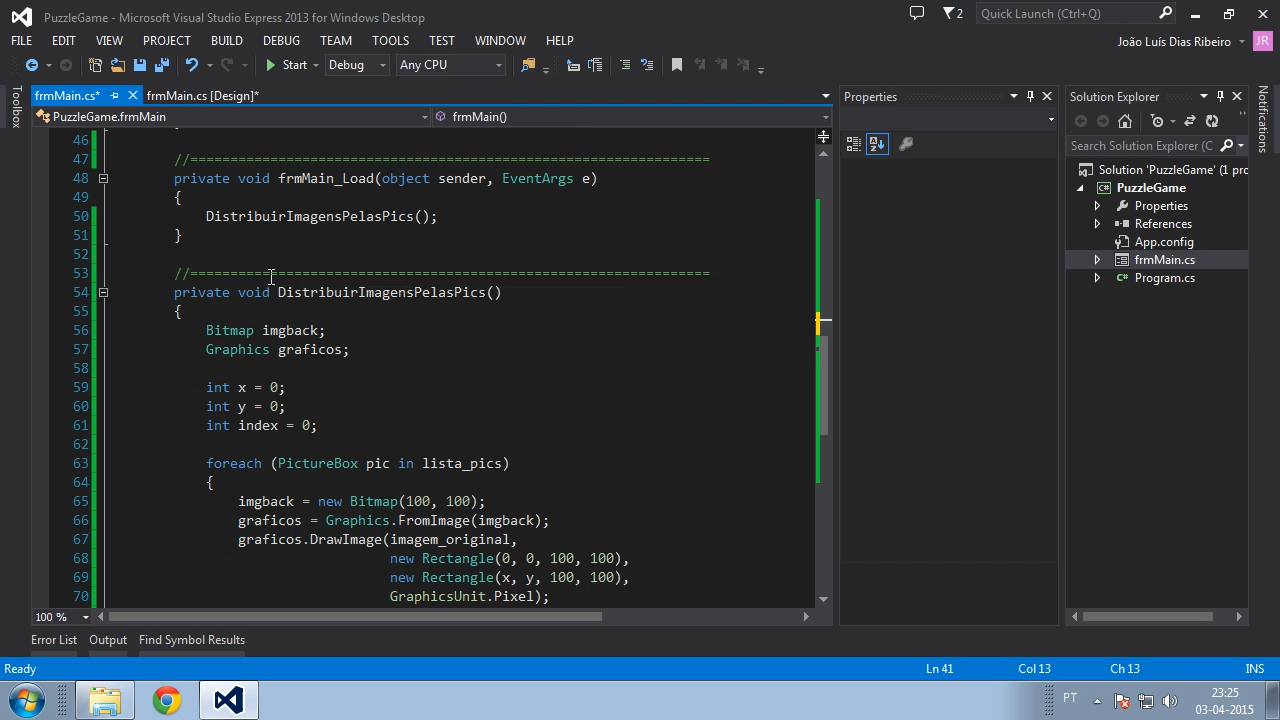 PuzzleGame - Microsoft Visual Studio Express 2013 for Windows Desktop
2
Quick Launch (Ctrl+Q)
FILE EDIT VIEW PROJECT BUILD DEBUG TEAM TOOLS TEST WINDOW HELP
João Luís Dias Ribeiro JR
Start Debug Any CPU
Toolbox
frmMain.cs* frmMain.cs [Design]*
PuzzleGame.frmMain frmMain()
46
47 //=================================================================
48 private void frmMain_Load(object sender, EventArgs e)
49 {
50 DistribuirImagensPelasPics();
51 }
52
53 //=================================================================
54 private void DistribuirImagensPelasPics()
55 {
56 Bitmap imgback;
57 Graphics graficos;
58
59 int x = 0;
60 int y = 0;
61 int index = 0;
62
63 foreach (PictureBox pic in lista_pics)
64 {
65 imgback = new Bitmap(100, 100);
66 graficos = Graphics.FromImage(imgback);
67 graficos.DrawImage(imagem_original,
68 new Rectangle(0, 0, 100, 100),
69 new Rectangle(x, y, 100, 100),
70 GraphicsUnit.Pixel);
100 %
Properties
Solution Explorer
Search Solution Explorer (C
Solution 'PuzzleGame' (1 pro
PuzzleGame
Properties
References
App.config
frmMain.cs
Program.cs
Notifications
Error List Output Find Symbol Results
Ready Ln 41 Col 13 Ch 13 INS
PT
23:25
03-04-2015